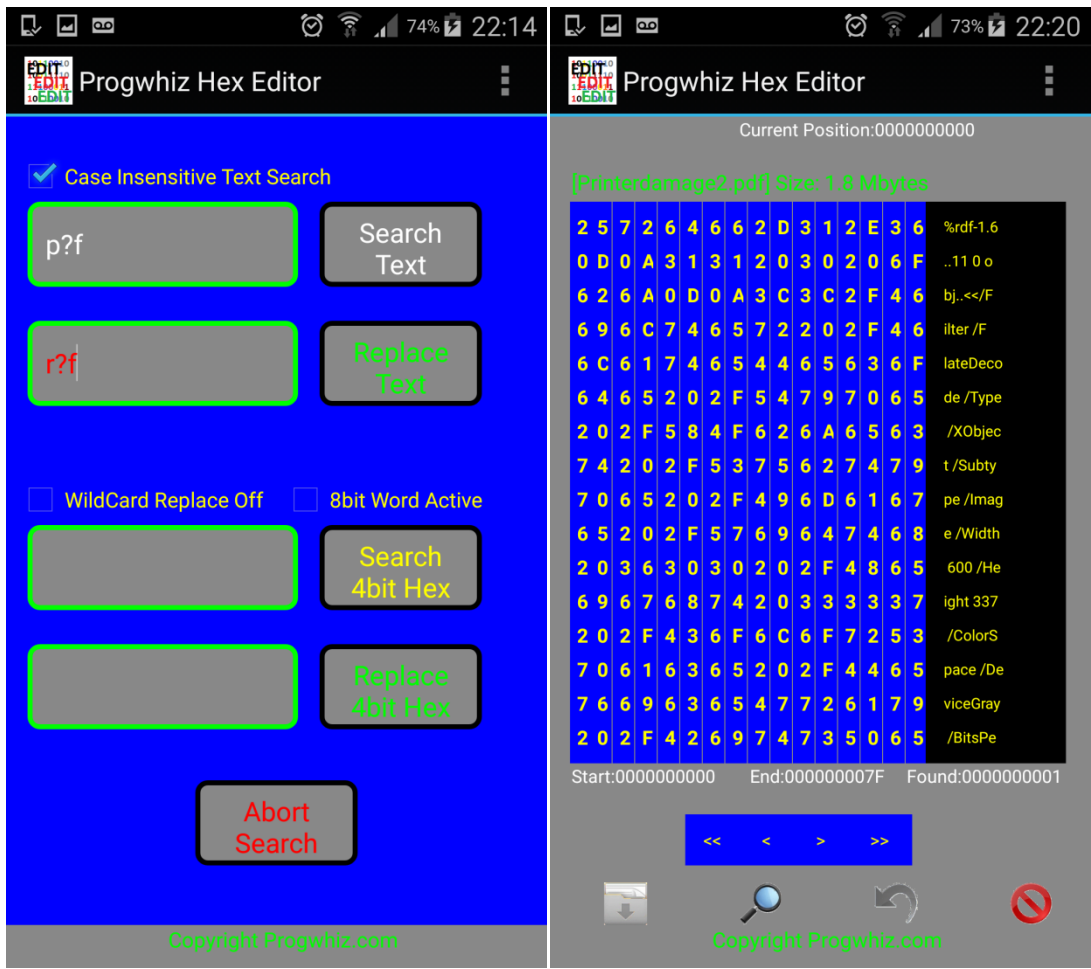 74% 22:14
Progwhiz Hex Editor
Case Insensitive Text Search
p?f
Search
Text
r?f
Replace
Text
WildCard Replace Off
8bit Word Active
Search
4bit Hex
Replace
4bit Hex
Abort
Search
Copyright Progwhiz.com
73% 22:20
Progwhiz Hex Editor
Current Position:0000000000
[Printerdamage2.pdf] Size: 1.8 Mbytes
2 5 7 2 6 4 6 6 2 D 3 1 2 E 3 6 %rdf-1.6
0 D 0 A 3 1 3 1 2 0 3 0 2 0 6 F ..11 0 o
6 2 6 A 0 D 0 A 3 C 3 C 2 F 4 6 bj..<</F
6 9 6 C 7 4 6 5 7 2 2 0 2 F 4 6 ilter /F
6 C 6 1 7 4 6 5 4 4 6 5 6 3 6 F lateDeco
6 4 6 5 2 0 2 F 5 4 7 9 7 0 6 5 de /Type
2 0 2 F 5 8 4 F 6 2 6 A 6 5 6 3 /XObjec
7 4 2 0 2 F 5 3 7 5 6 2 7 4 7 9 t /Subty
7 0 6 5 2 0 2 F 4 9 6 D 6 1 6 7 pe /Imag
6 5 2 0 2 F 5 7 6 9 6 4 7 4 6 8 e /Width
2 0 3 6 3 0 3 0 2 0 2 F 4 8 6 5 600 /He
6 9 6 7 6 8 7 4 2 0 3 3 3 3 3 7 ight 337
2 0 2 F 4 3 6 F 6 C 6 F 7 2 5 3 /ColorS
7 0 6 1 6 3 6 5 2 0 2 F 4 4 6 5 pace /De
7 6 6 9 6 3 6 5 4 7 7 2 6 1 7 9 viceGray
2 0 2 F 4 2 6 9 7 4 7 3 5 0 6 5 /BitsPe
Start:0000000000 End:000000007F Found:0000000001
<< < > >>
Copyright Progwhiz.com